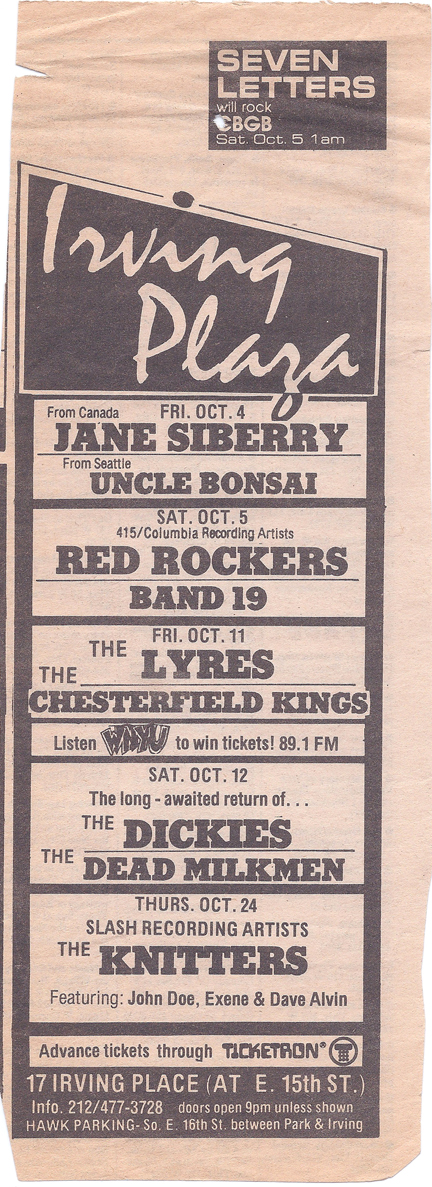 SEVEN
LETTERS
will rock
CBGB
Sat. Oct. 5 1am
Irving
Plaza
From Canada FRI. OCT. 4
JANE SIBERRY
From Seattle
UNCLE BONSAI
SAT. OCT. 5
415/Columbia Recording Artists
RED ROCKERS
BAND 19
FRI. OCT. 11
THE LYRES
THE
CHESTERFIELD KINGS
Listen WNYU to win tickets! 89.1 FM
SAT. OCT. 12
The long-awaited return of...
THE DICKIES
THE DEAD MILKMEN
THURS. OCT. 24
SLASH RECORDING ARTISTS
THE KNITTERS
Featuring: John Doe, Exene & Dave Alvin
Advance tickets through TICKETRON®
17 IRVING PLACE (AT E. 15th ST.)
Info. 212/477-3728 doors open 9pm unless shown
HAWK PARKING- So. E. 16th St. between Park & Irving